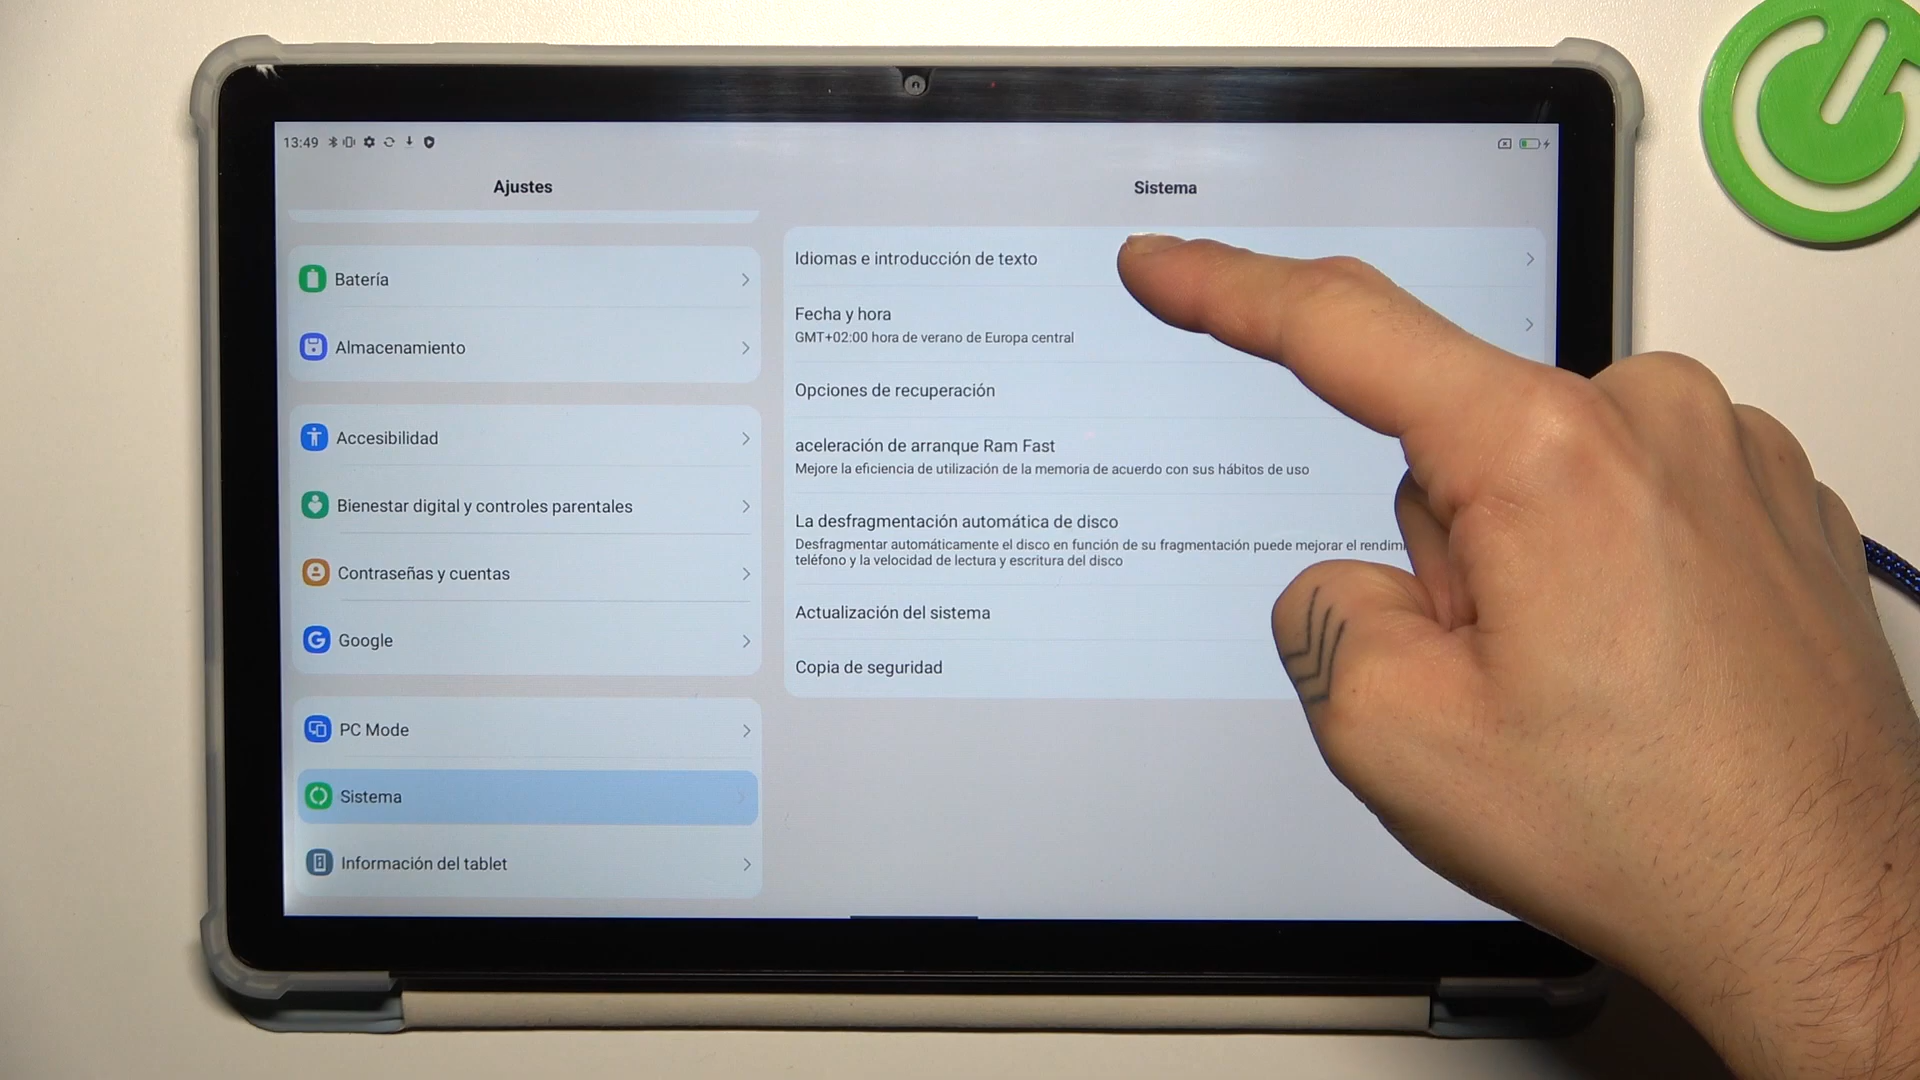 13:49
Ajustes
Batería
Almacenamiento
Accesibilidad
Bienestar digital y controles parentales
Contraseñas y cuentas
Google
PC Mode
Sistema
Información del tablet
Sistema
Idiomas e introducción de texto
Fecha y hora
GMT+02:00 hora de verano de Europa central
Opciones de recuperación
aceleración de arranque Ram Fast
Mejore la eficiencia de utilización de la memoria de acuerdo con sus hábitos de uso
La desfragmentación automática de disco
Desfragmentar automáticamente el disco en función de su fragmentación puede mejorar el rendim
teléfono y la velocidad de lectura y escritura del disco
Actualización del sistema
Copia de seguridad